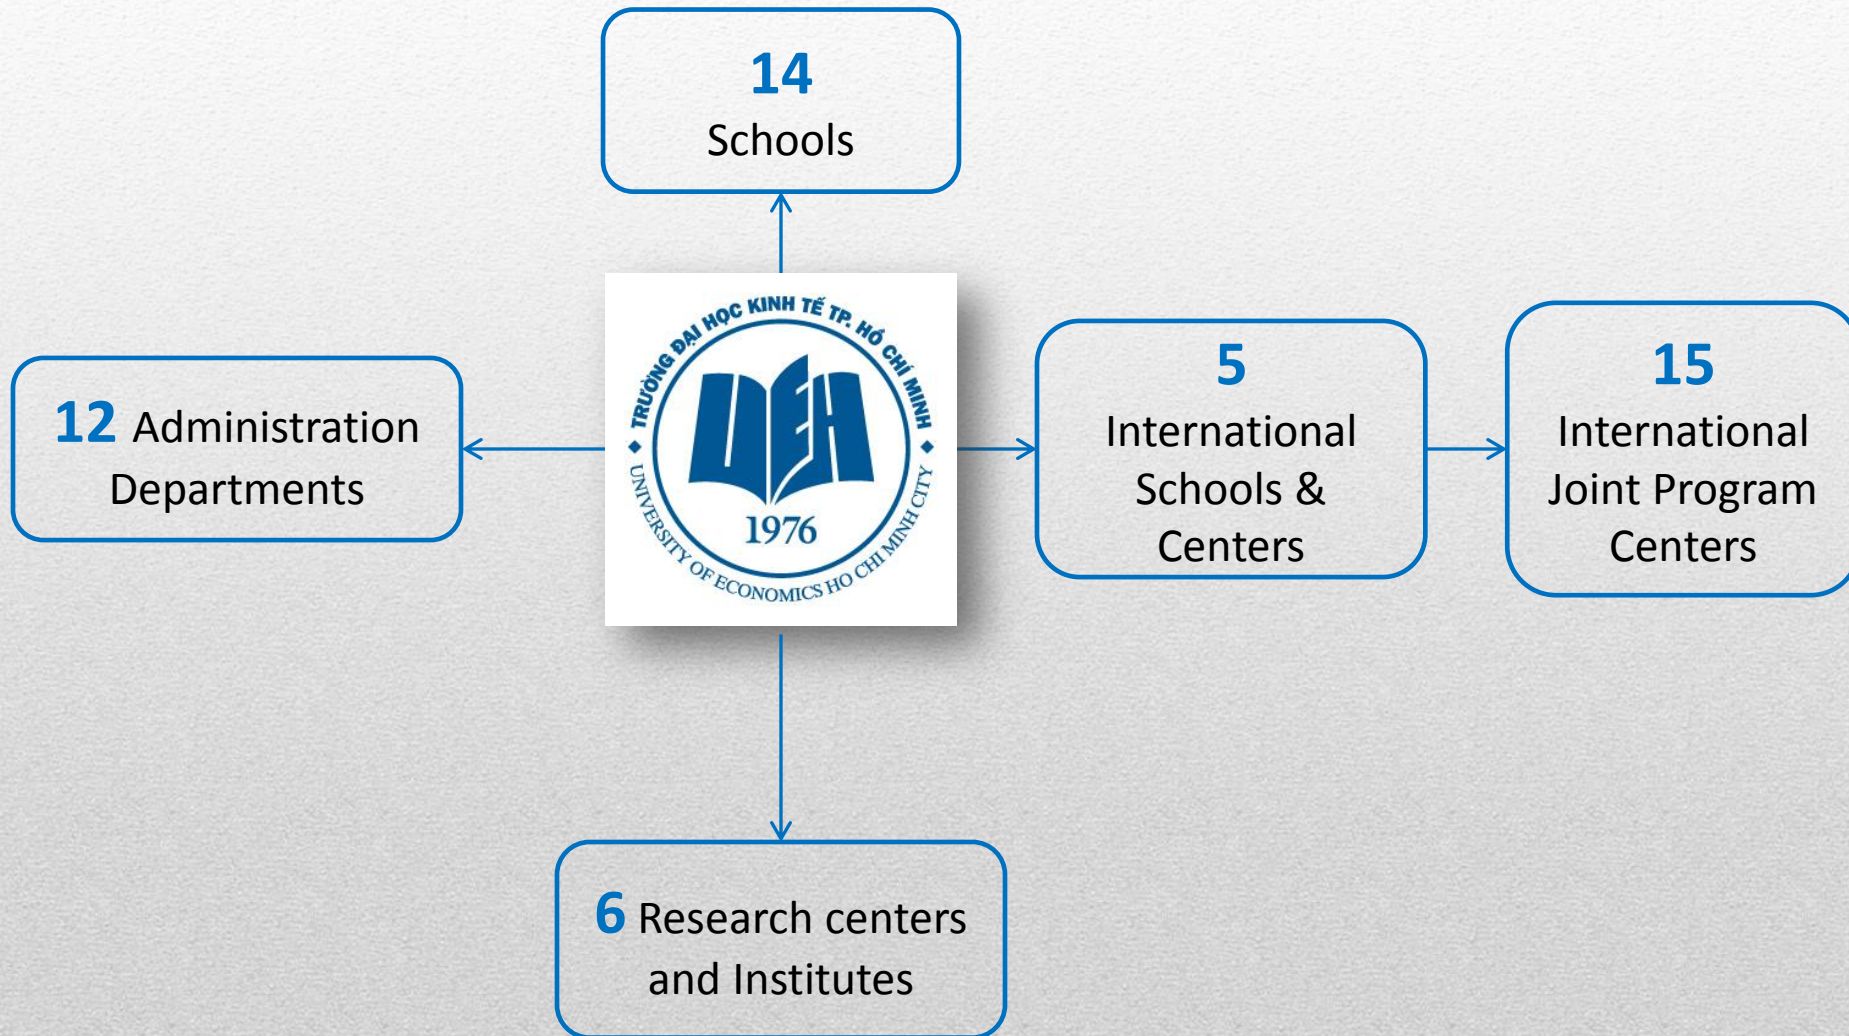 14
Schools
TRƯỜNG ĐẠI HỌC KINH TẾ TP. HỒ CHÍ MINH
UEH
1976
UNIVERSITY OF ECONOMICS HO CHI MINH CITY
12 Administration
Departments
5
International
Schools &
Centers
15
International
Joint Program
Centers
6 Research centers
and Institutes